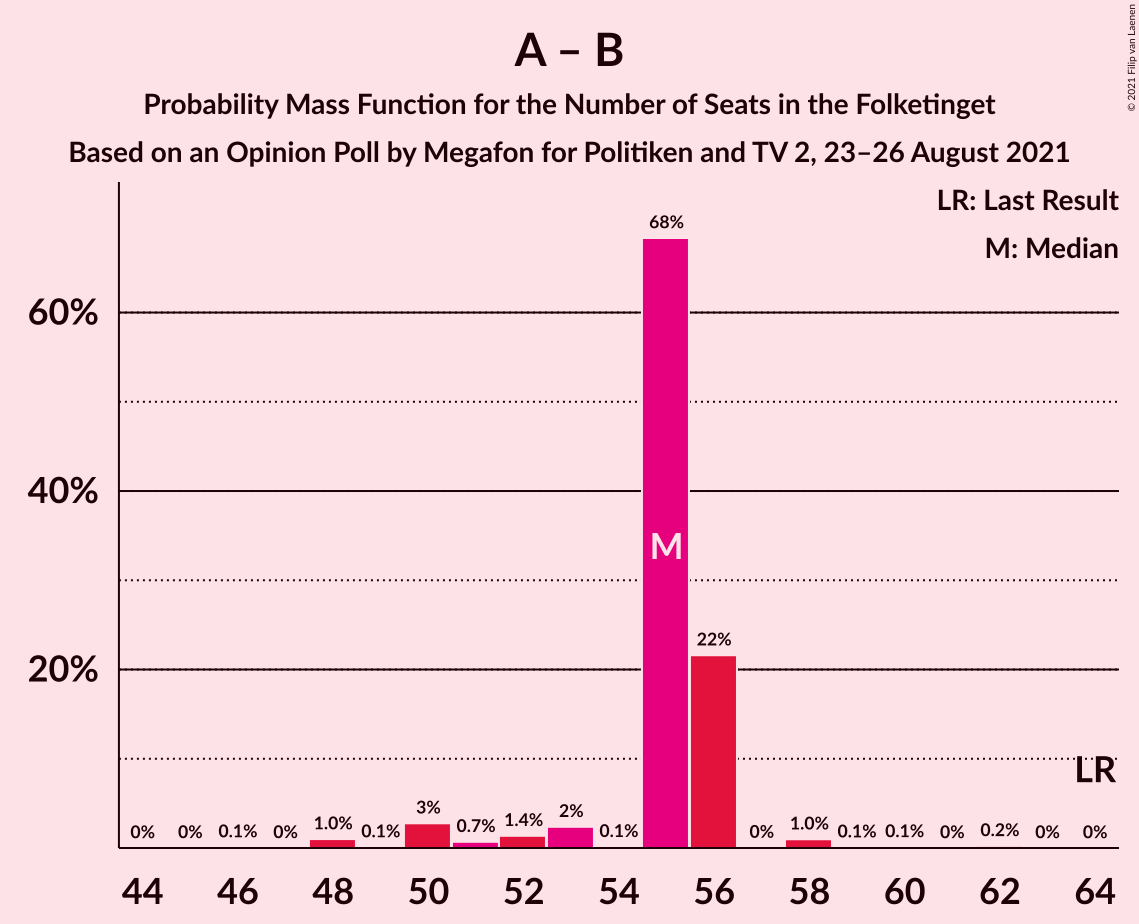 A – B
Probability Mass Function for the Number of Seats in the Folketinget
Based on an Opinion Poll by Megafon for Politiken and TV 2, 23–26 August 2021
© 2021 Filip van Laenen
LR: Last Result
M: Median
60%
40%
20%
68%
M
22%
LR
0% 0% 0.1% 0% 1.0% 0.1% 3% 0.7% 1.4% 2% 0.1% 0% 1.0% 0.1% 0.1% 0% 0.2% 0% 0%
44 46 48 50 52 54 56 58 60 62 64